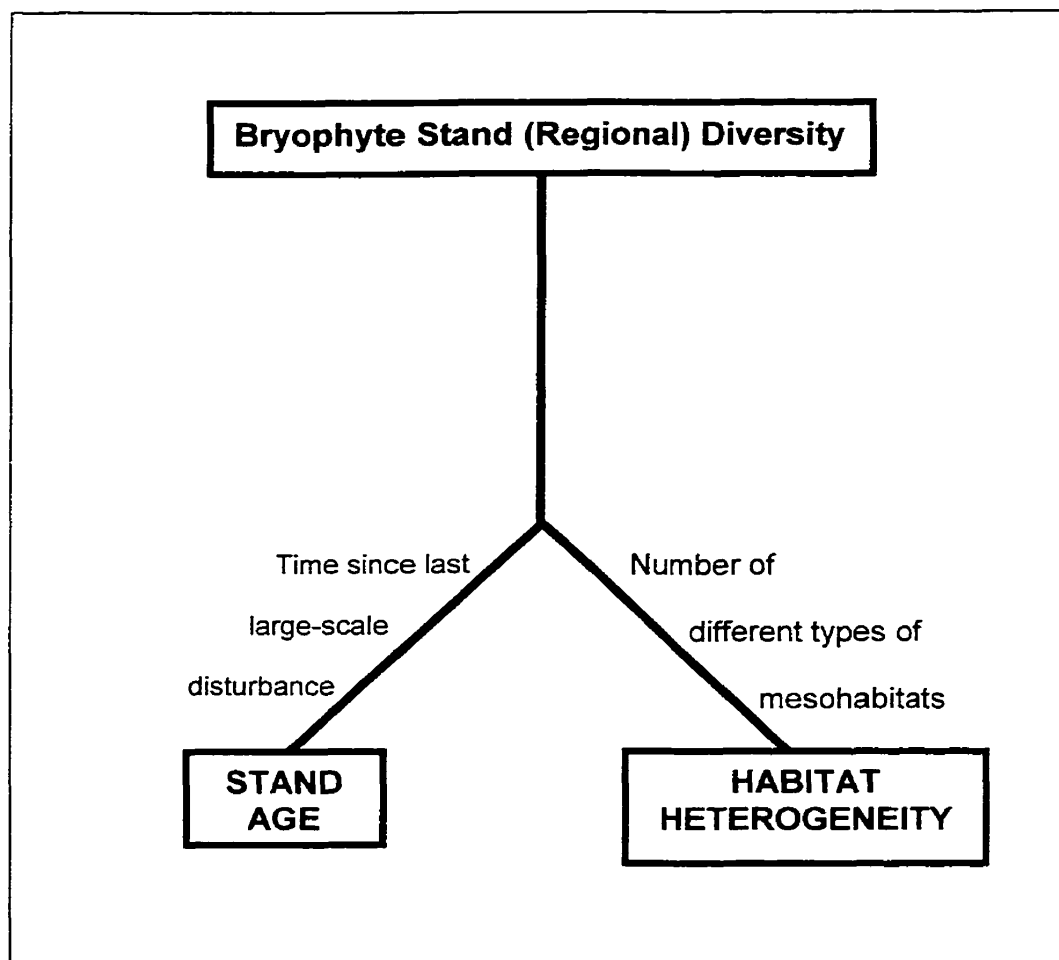 Bryophyte Stand (Regional) Diversity
Time since last
large-scale
disturbance
Number of
different types of
mesohabitats
STAND
AGE
HABITAT
HETEROGENEITY